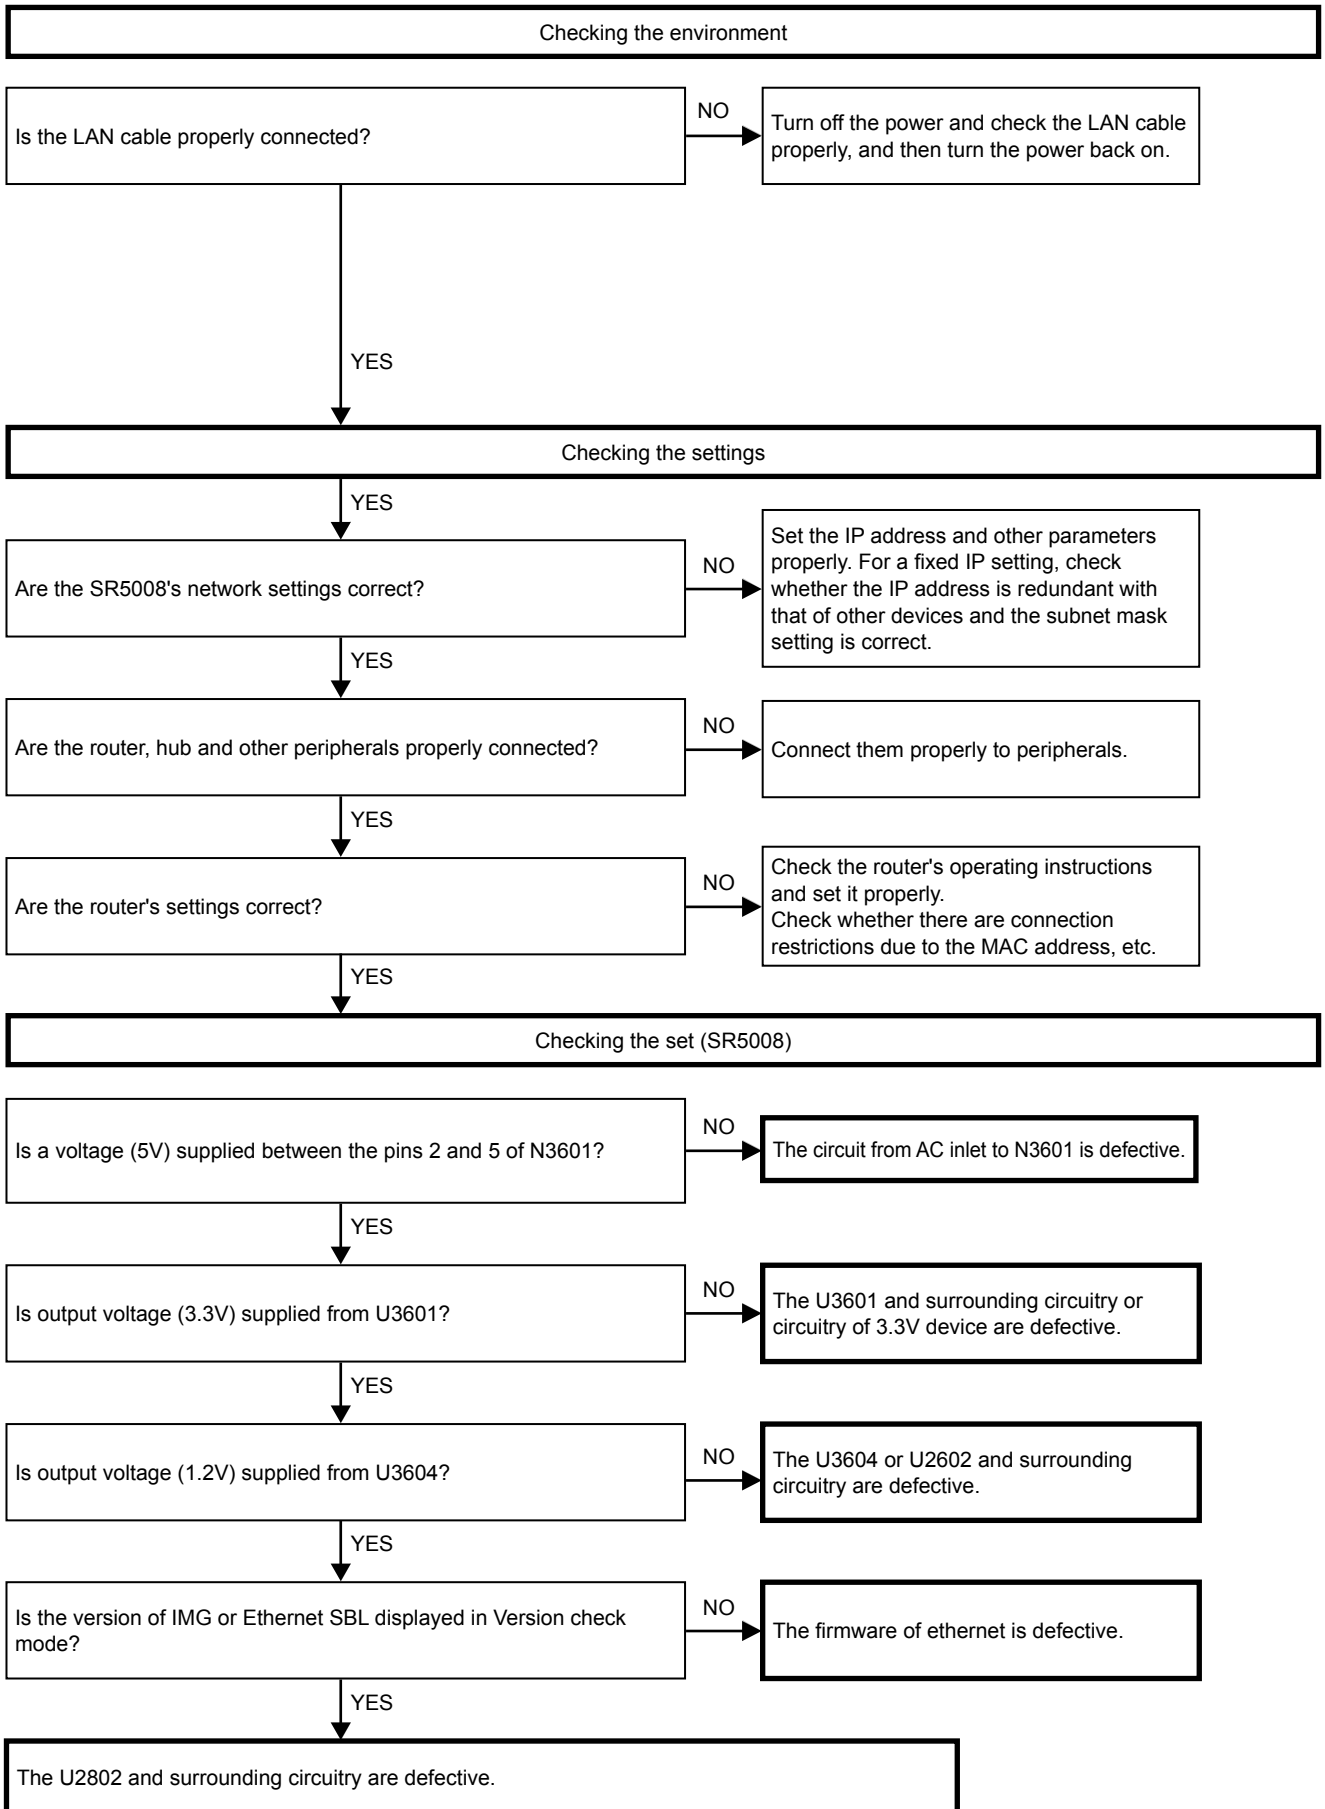 Checking the environment
Is the LAN cable properly connected?
NO
Turn off the power and check the LAN cable
properly, and then turn the power back on.
YES
Checking the settings
YES
Are the SR5008's network settings correct?
NO
Set the IP address and other parameters
properly. For a fixed IP setting, check
whether the IP address is redundant with
that of other devices and the subnet mask
setting is correct.
YES
Are the router, hub and other peripherals properly connected?
NO
Connect them properly to peripherals.
YES
Are the router's settings correct?
NO
Check the router's operating instructions
and set it properly.
Check whether there are connection
restrictions due to the MAC address, etc.
YES
Checking the set (SR5008)
Is a voltage (5V) supplied between the pins 2 and 5 of N3601?
NO
The circuit from AC inlet to N3601 is defective.
YES
Is output voltage (3.3V) supplied from U3601?
NO
The U3601 and surrounding circuitry or
circuitry of 3.3V device are defective.
YES
Is output voltage (1.2V) supplied from U3604?
NO
The U3604 or U2602 and surrounding
circuitry are defective.
YES
Is the version of IMG or Ethernet SBL displayed in Version check
mode?
NO
The firmware of ethernet is defective.
YES
The U2802 and surrounding circuitry are defective.